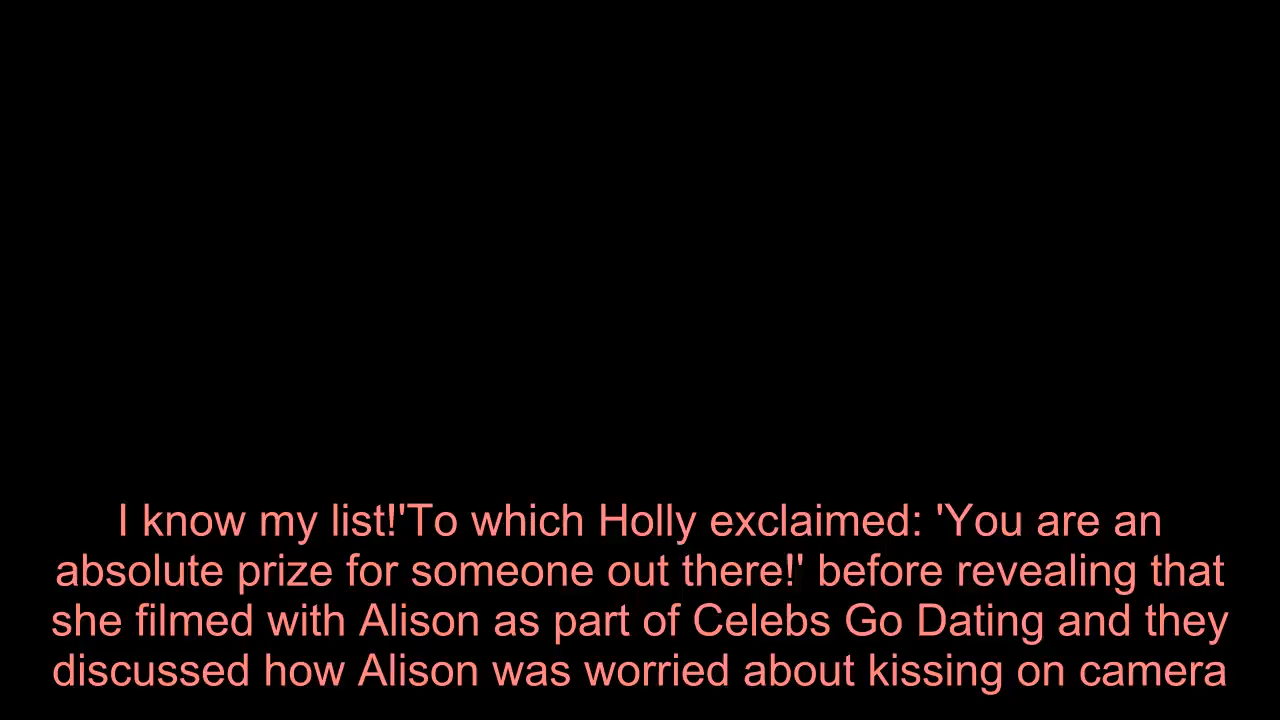 I know my list!'To which Holly exclaimed: 'You are an
absolute prize for someone out there!' before revealing that
she filmed with Alison as part of Celebs Go Dating and they
discussed how Alison was worried about kissing on camera